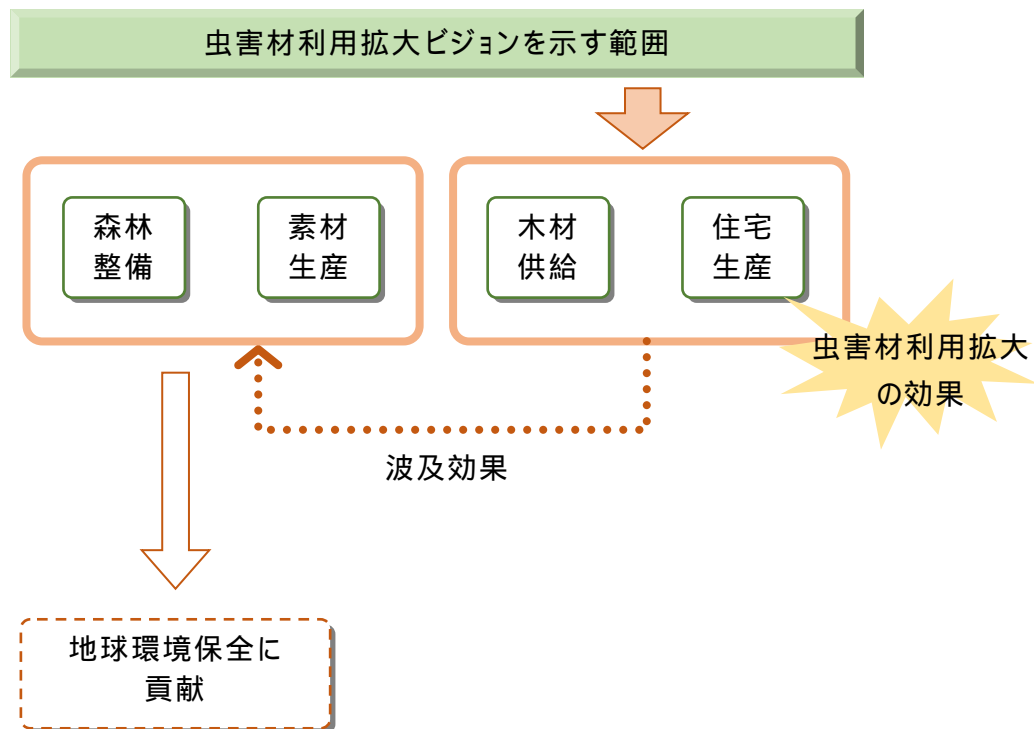 虫害材利用拡大ビジョンを示す範囲
森林
整備
素材
生産
木材
供給
住宅
生産
虫害材利用拡大
の効果
波及効果
地球環境保全に
貢献